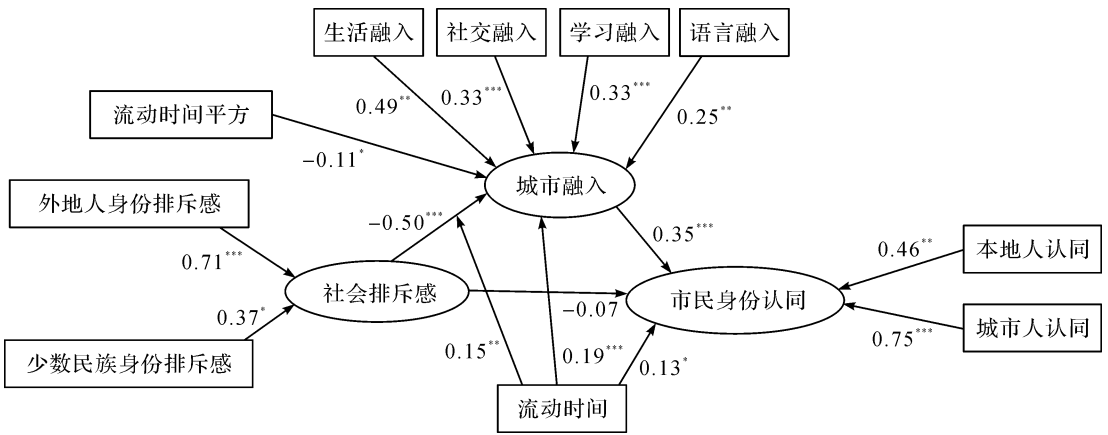 生活融入
社交融入
学习融入
语言融入
0.49**
0.33***
0.33***
0.25**
流动时间平方
-0.11*
城市融入
外地人身份排斥感
-0.50***
0.35***
0.71***
0.46**
本地人认同
社会排斥感
市民身份认同
-0.07
0.37*
0.75***
城市人认同
少数民族身份排斥感
0.15**
0.19***
0.13*
流动时间